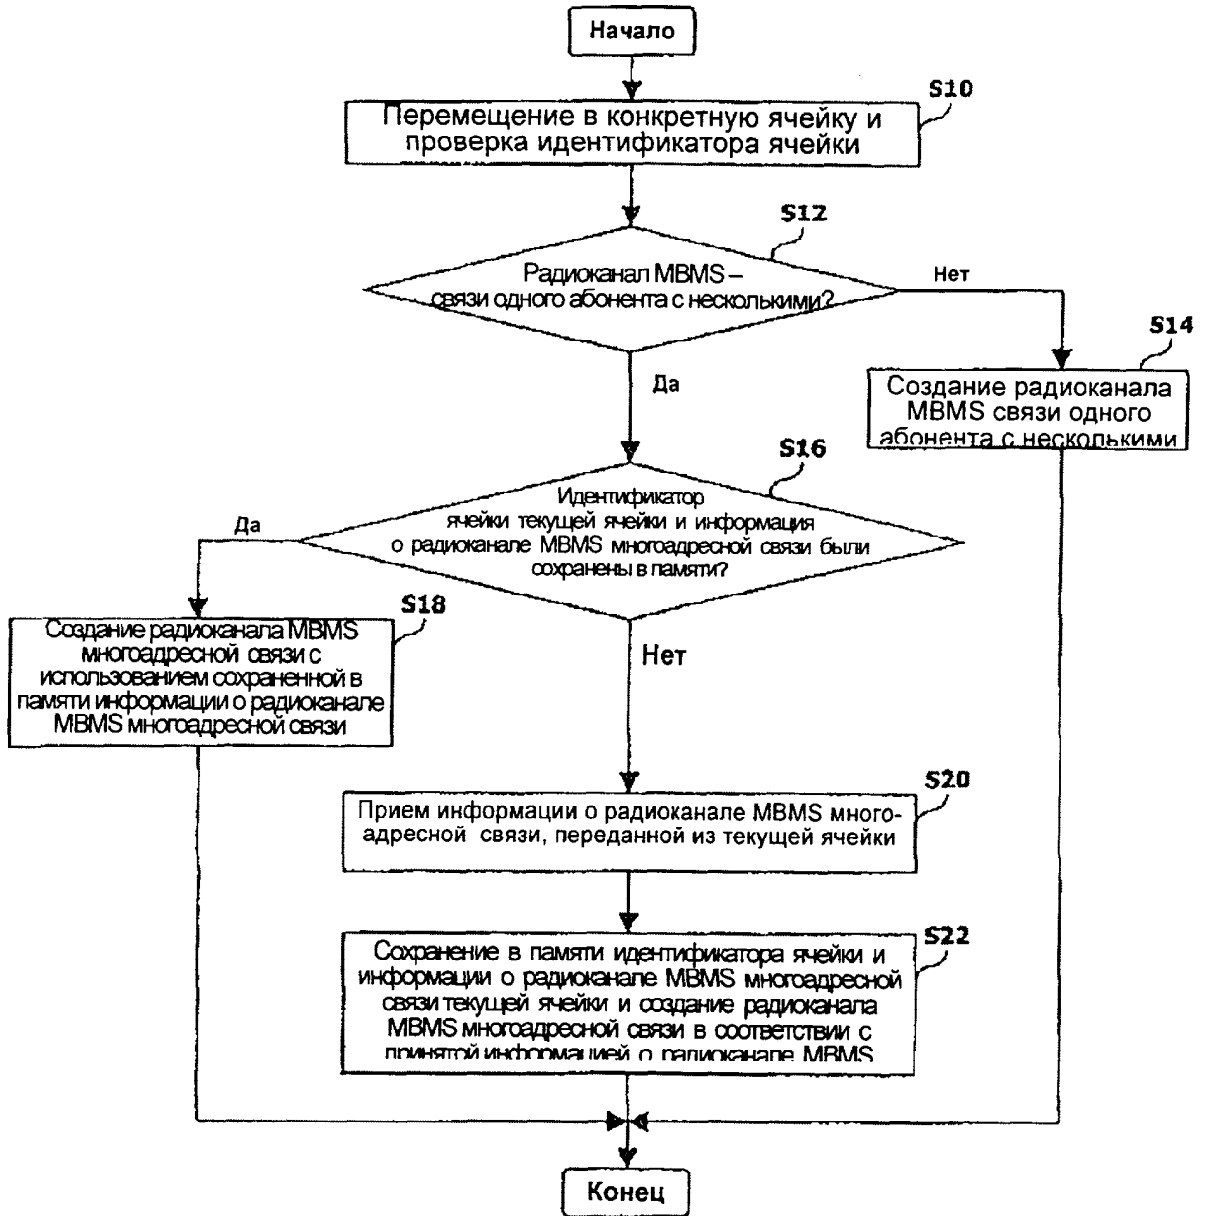 Начало
S10
Перемещение в конкретную ячейку и
проверка идентификатора ячейки
S12
Радиоканал MBMS –
связи одного абонента с несколькими?
Нет
S14
Создание радиоканала
MBMS связи одного
абонента с несколькими
Да
S16
Идентификатор
ячейки текущей ячейки и информация
о радиоканале MBMS многоадресной связи были
сохранены в памяти?
Да
S18
Создание радиоканала MBMS
многоадресной связи с
использованием сохраненной в
памяти информации о радиоканале
MBMS многоадресной связи
Нет
S20
Прием информации о радиоканале MBMS много-
адресной связи, переданной из текущей ячейки
S22
Сохранение в памяти идентификатора ячейки и
информации о радиоканале MBMS многоадресной
связи текущей ячейки и создание радиоканала
MBMS многоадресной связи в соответствии с
принятой информацией о радиоканале MBMS
Конец